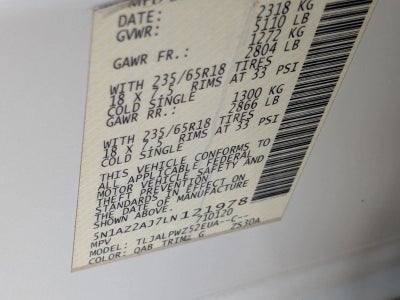 DATE:
GVWR: 2318 KG
5110 LB
GAWR FR.: 1272 KG
2804 LB
WITH 235/65R18 TIRES
18 X 7.5 RIMS AT 33 PSI
COLD SINGLE
GAWR RR.: 1300 KG
2866 LB
WITH 235/65R18 TIRES
18 X 7.5 RIMS AT 33 PSI
COLD SINGLE
THIS VEHICLE CONFORMS TO
ALL APPLICABLE FEDERAL
MOTOR VEHICLE SAFETY AND
THEFT PREVENTION
STANDARDS IN EFFECT ON
THE DATE OF MANUFACTURE
SHOWN ABOVE.
5N1AZ2AJ7LN121978
MPV 710120
MODEL: TLJALPWZ52EUA--C--
COLOR: QAB TRIM: G ZS30A